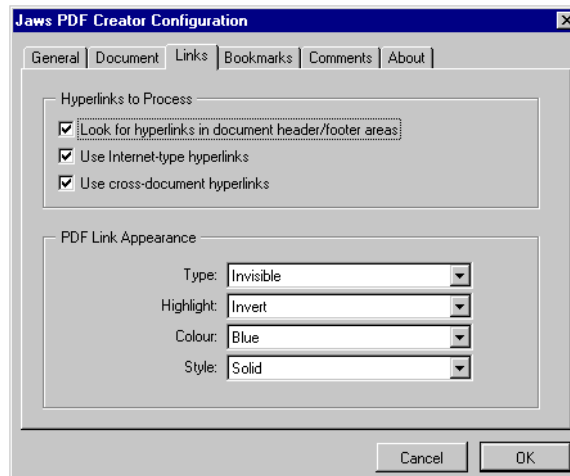 Jaws PDF Creator Configuration
General Document Links Bookmarks Comments About
Hyperlinks to Process
Look for hyperlinks in document header/footer areas
Use Internet-type hyperlinks
Use cross-document hyperlinks
PDF Link Appearance
Type: Invisible
Highlight: Invert
Colour: Blue
Style: Solid
Cancel OK